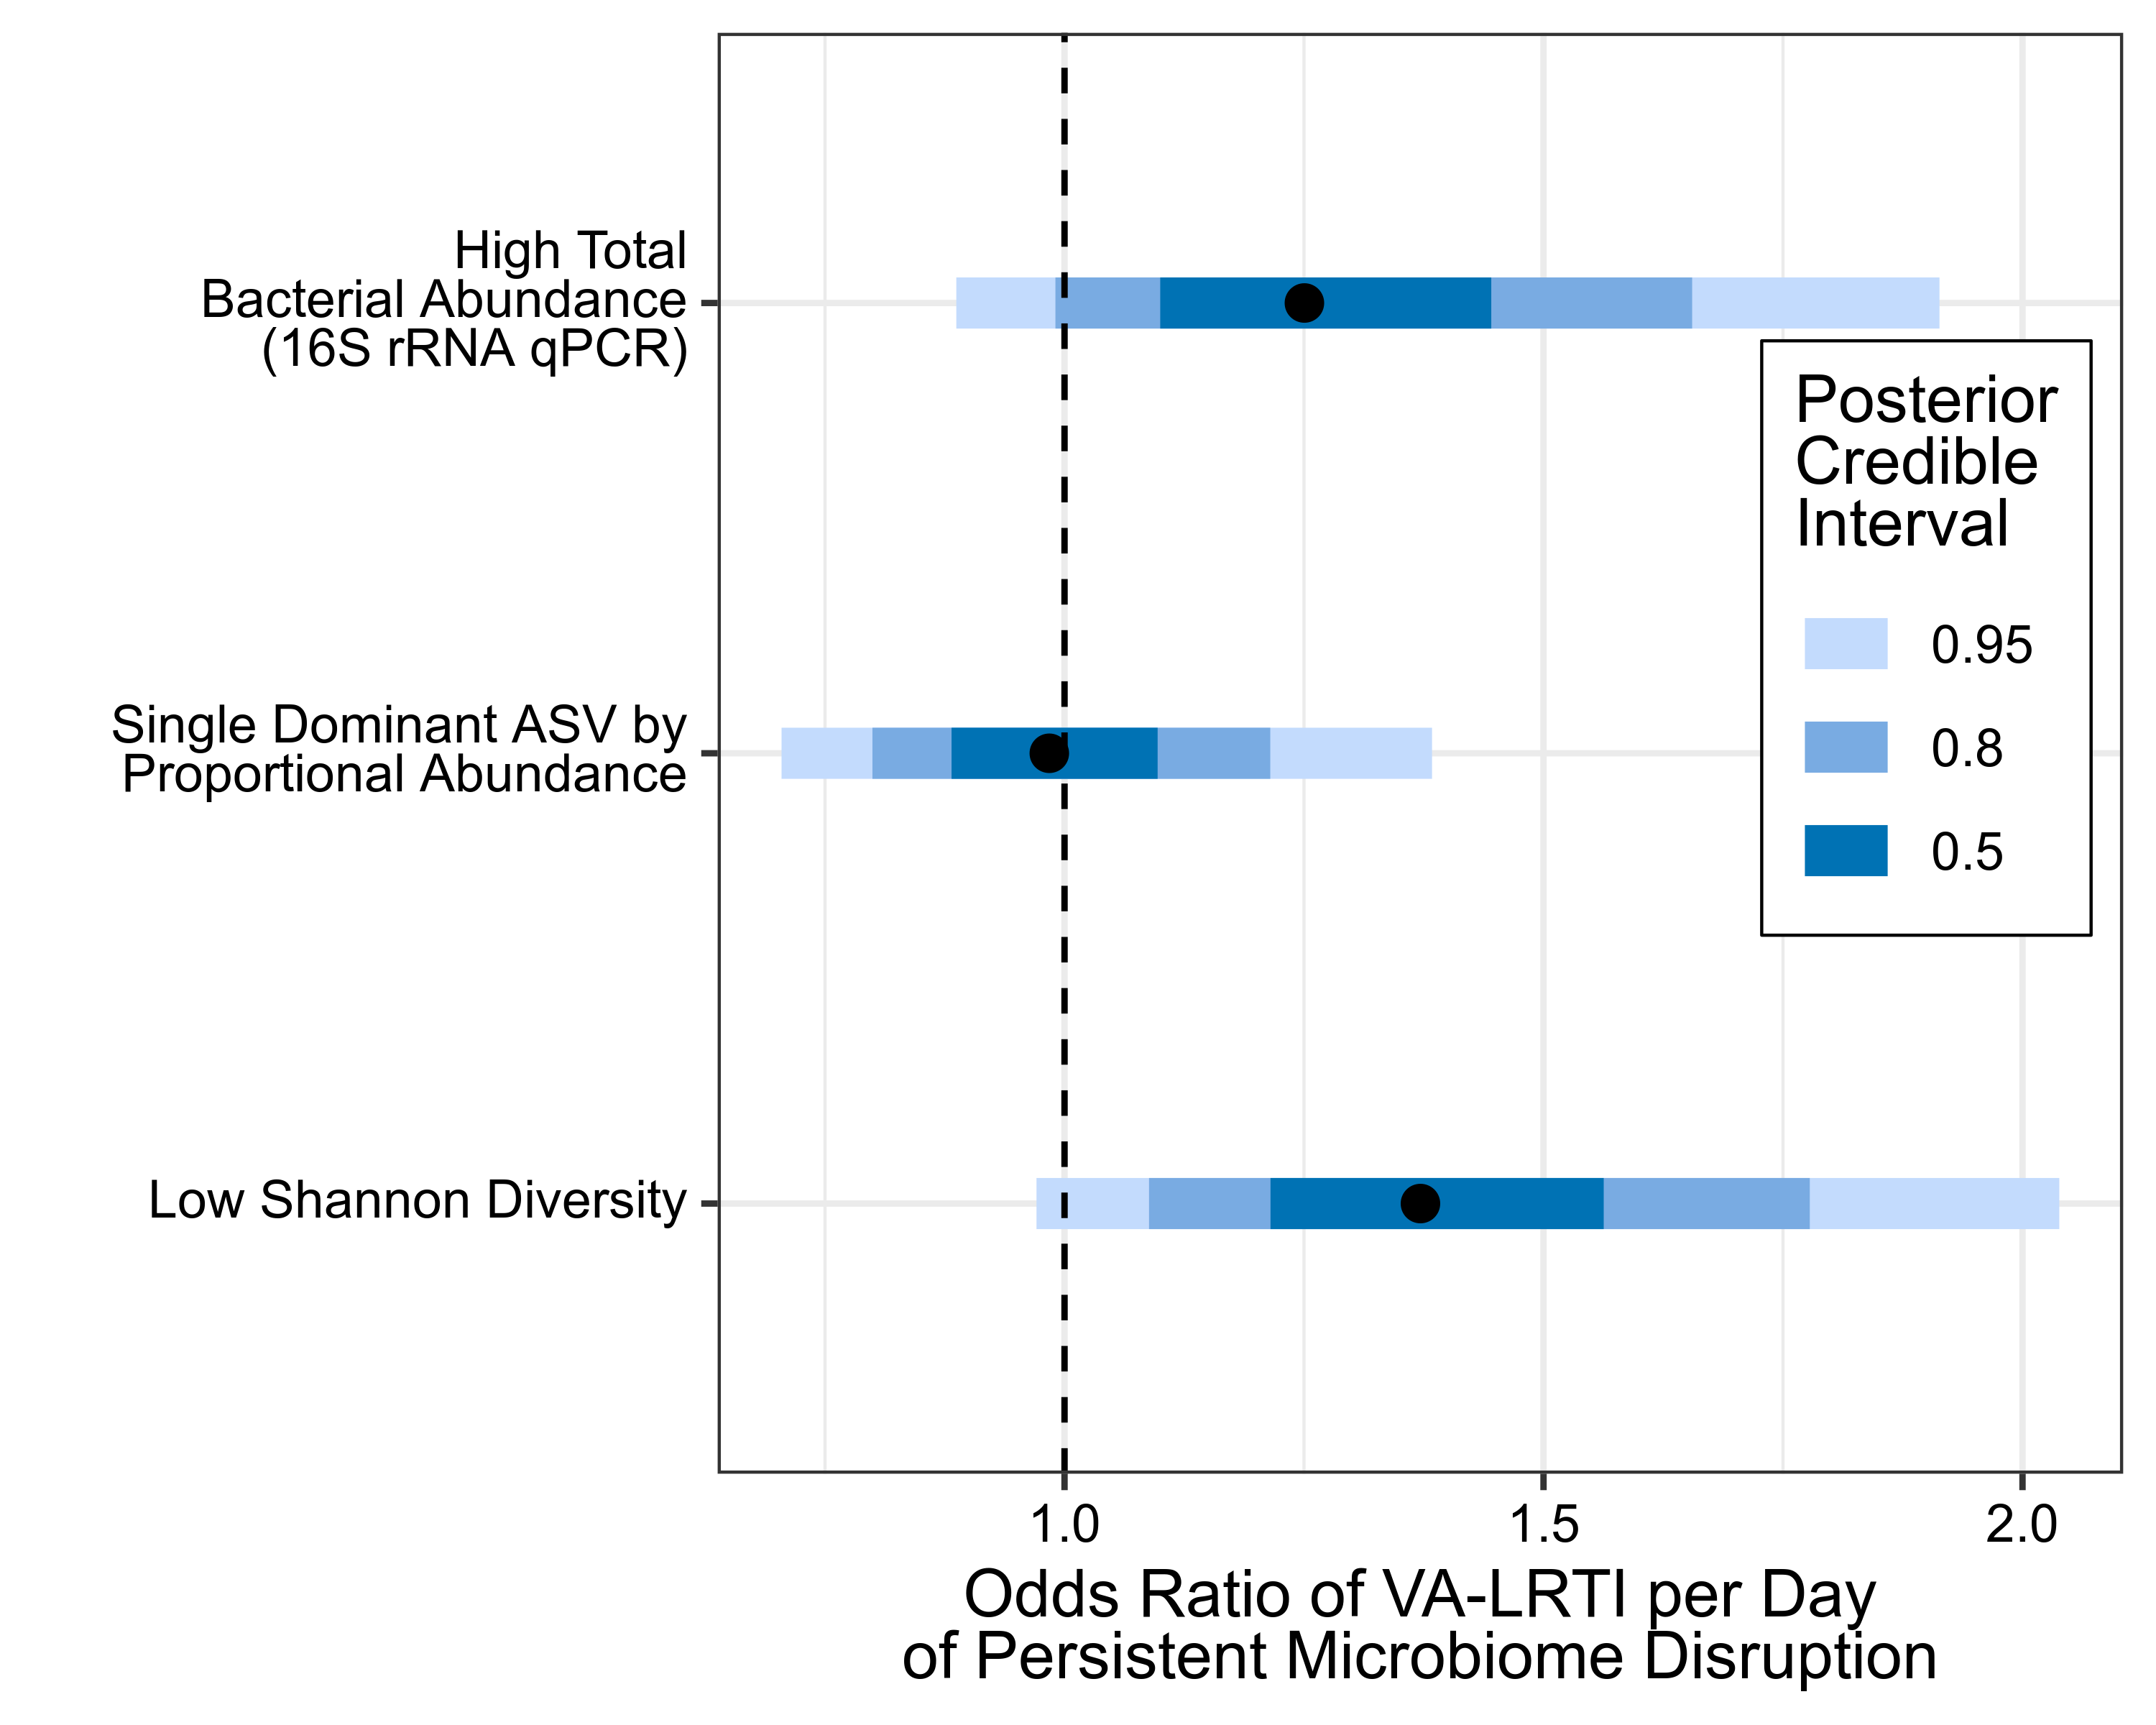 High Total
Bacterial Abundance
(16S rRNA qPCR)
Single Dominant ASV by
Proportional Abundance
Low Shannon Diversity
Posterior
Credible
Interval
0.95
0.8
0.5
1.0
1.5
2.0
Odds Ratio of VA-LRTI per Day
of Persistent Microbiome Disruption